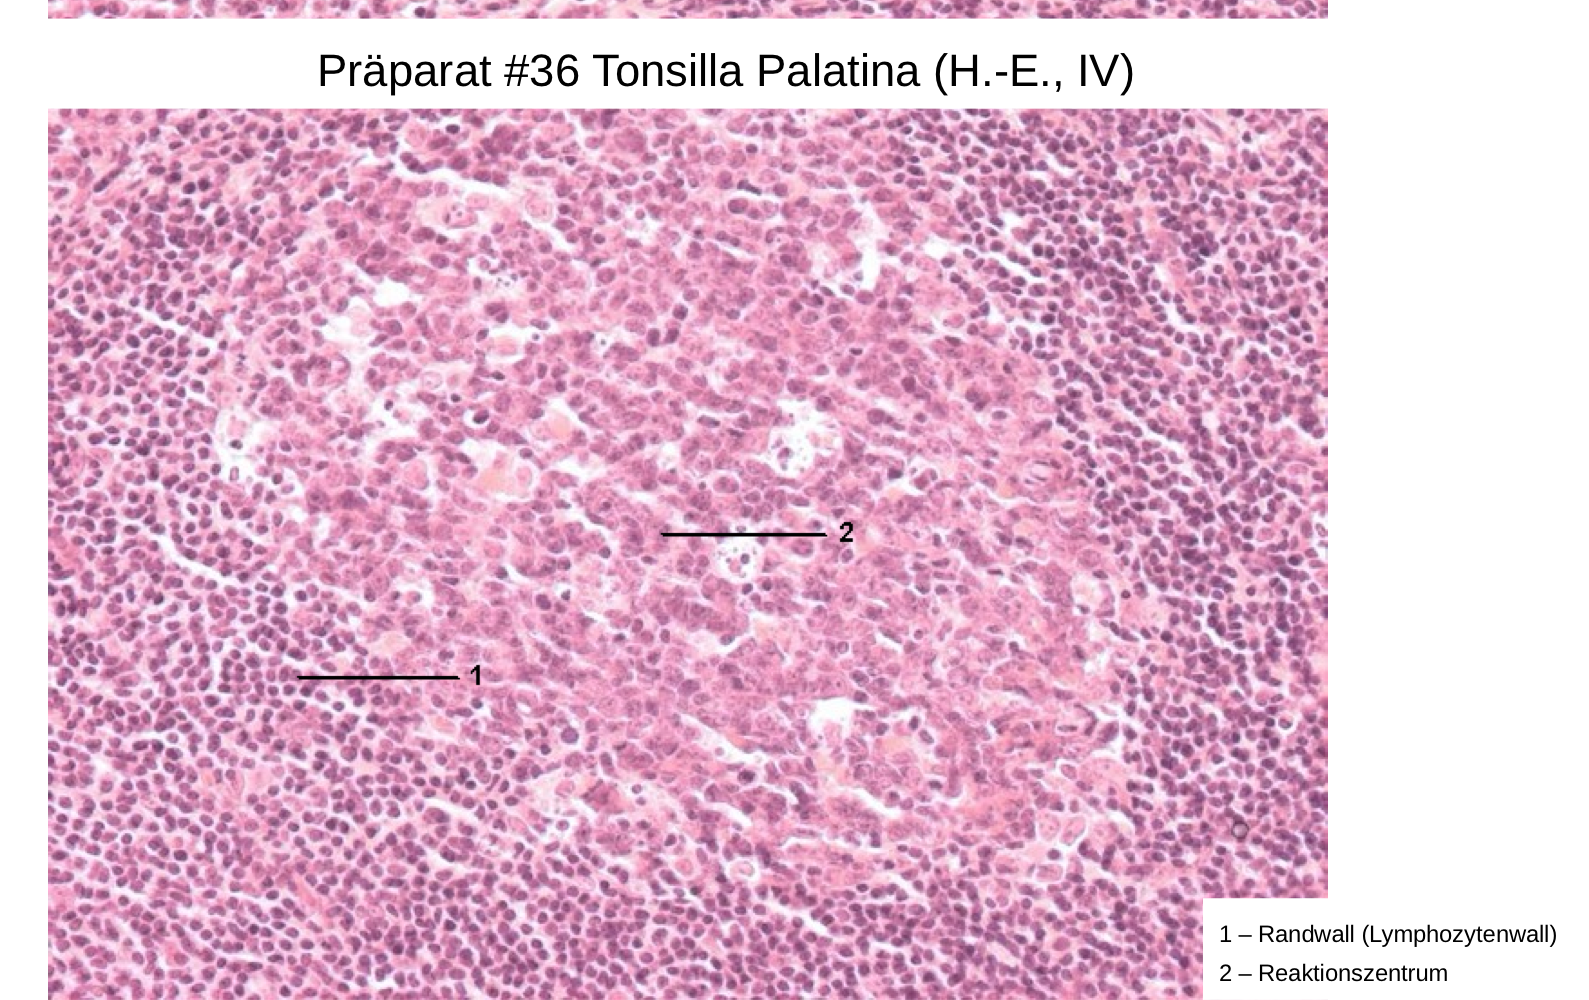 Präparat #36 Tonsilla Palatina (H.-E., IV)
2
1
1 – Randwall (Lymphozytenwall)
2 – Reaktionszentrum